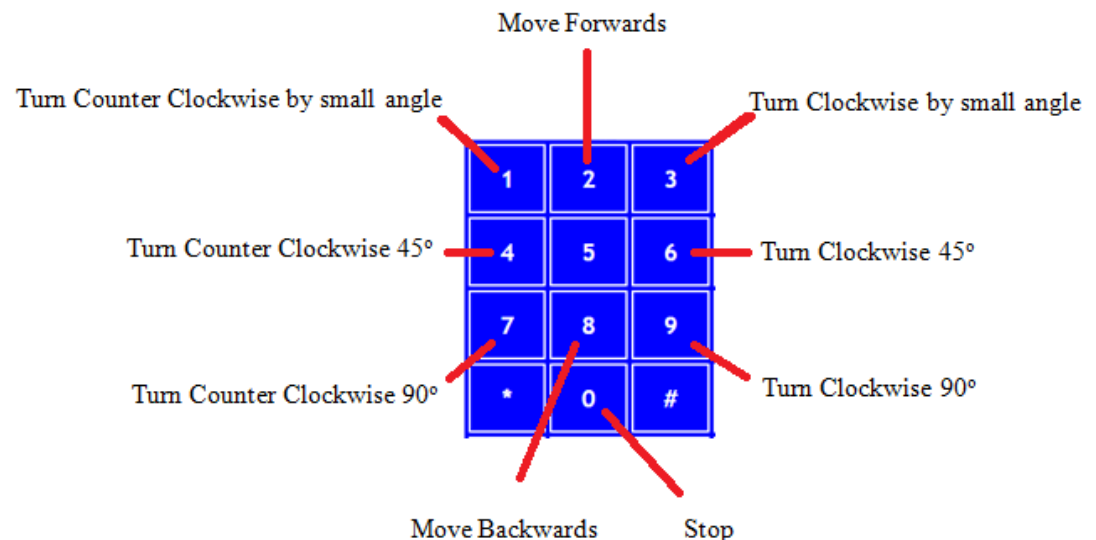 Move Forwards
Turn Counter Clockwise by small angle
Turn Clockwise by small angle
1 2 3
Turn Counter Clockwise 45°
4 5 6
Turn Clockwise 45°
7 8 9
Turn Counter Clockwise 90°
Turn Clockwise 90°
* 0 #
Move Backwards
Stop